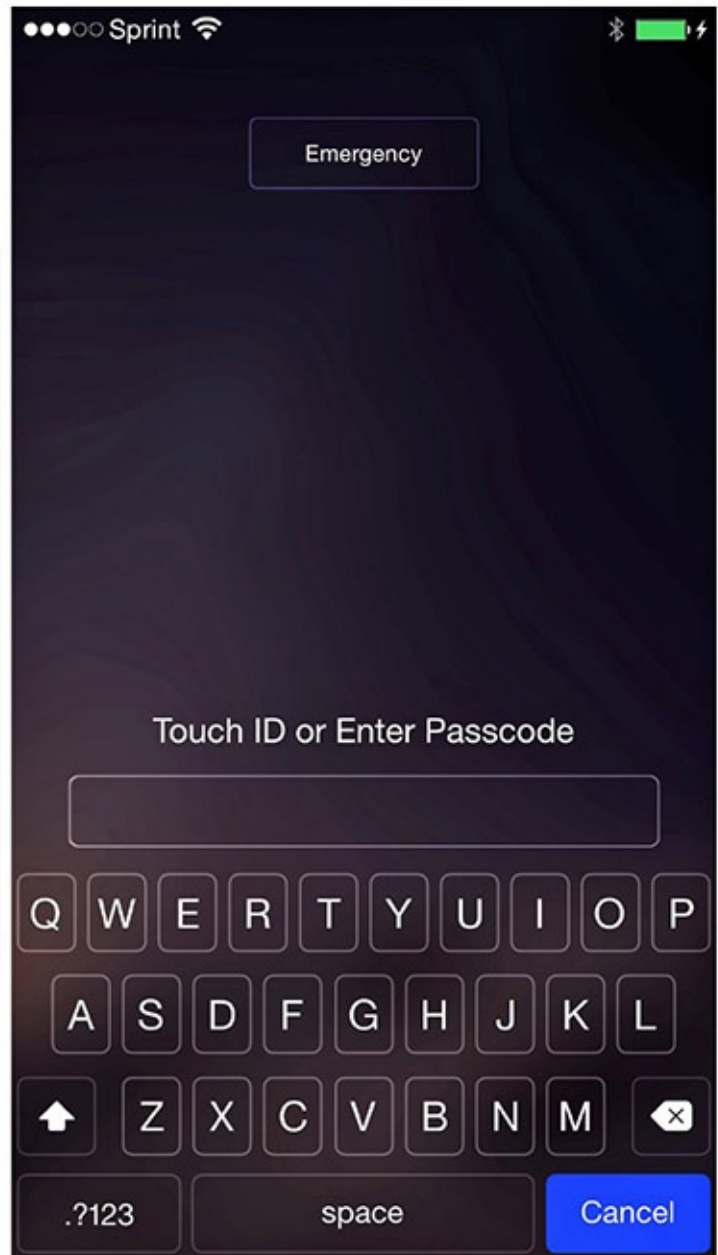 Sprint
Emergency
Touch ID or Enter Passcode
Q W E R T Y U I O P
A S D F G H J K L
Z X C V B N M
.?123 space Cancel